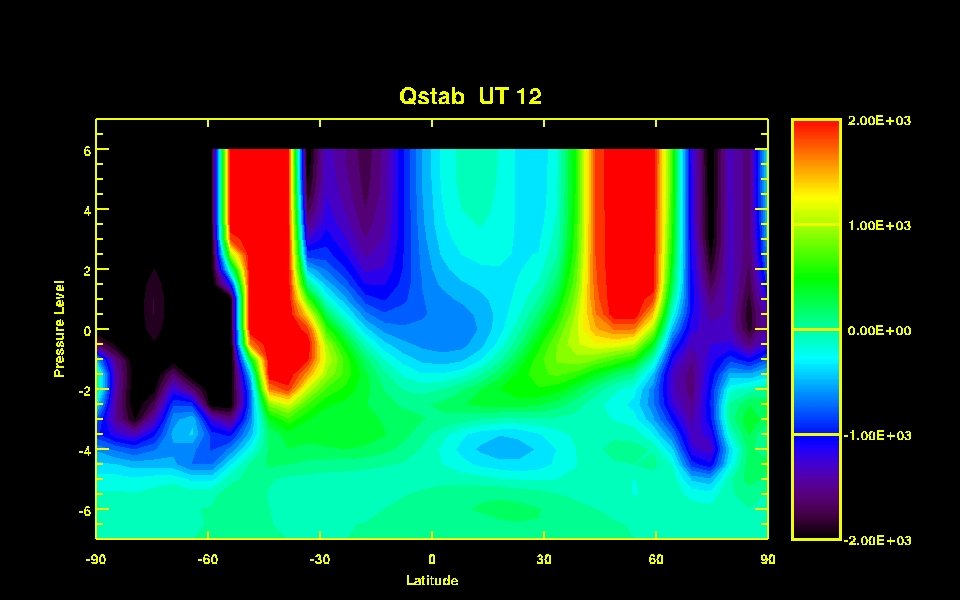 Qstab UT 12
2.00E+03
6
4
1.00E+03
2
Pressure Level
0
0.00E+00
-2
-1.00E+03
-4
-6
-2.00E+03
-90 -60 -30 0 30 60 90
Latitude